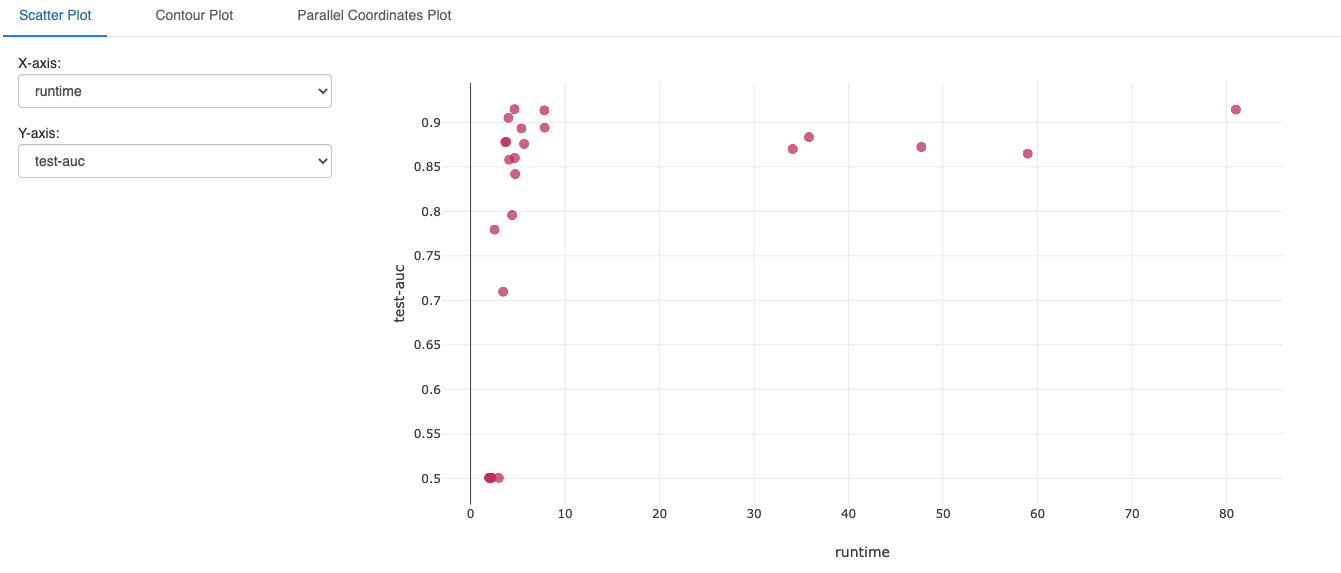 Scatter Plot Contour Plot Parallel Coordinates Plot
X-axis:
runtime
Y-axis:
test-auc
test-auc
0.9
0.85
0.8
0.75
0.7
0.65
0.6
0.55
0.5
0 10 20 30 40 50 60 70 80
runtime